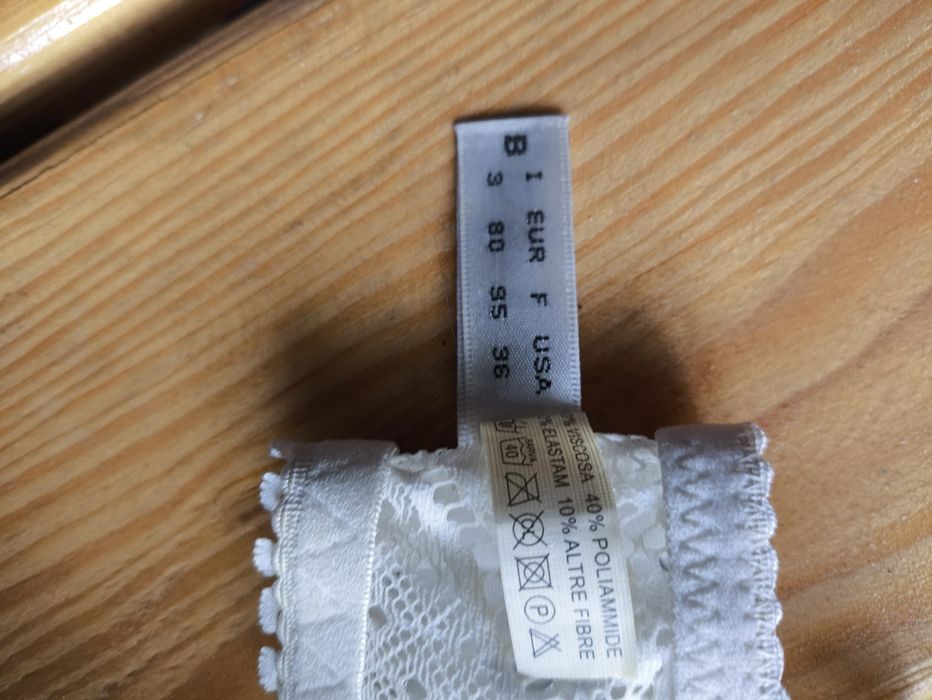 B
I EUR F USA
3 80 95 36
% VISCOSA 40% POLIAMMIDE
% ELASTAM 10% ALTRE FIBRE
40
P